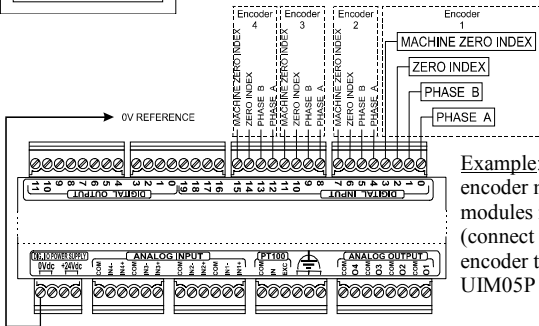 Encoder 4
Encoder 3
Encoder 2
Encoder 1
MACHINE ZERO INDEX
ZERO INDEX
PHASE B
PHASE A
MACHINE ZERO INDEX
ZERO INDEX
PHASE B
PHASE A
MACHINE ZERO INDEX
ZERO INDEX
PHASE B
PHASE A
MACHINE ZERO INDEX
ZERO INDEX
PHASE B
PHASE A
0V REFERENCE
11 10 9 8 7 6 5 4 3 2 1 0 19 18 17 16 15 14 13 12 11 10 9 8 7 6 5 4 3 2 1 0
DIGITAL OUTPUT
DIGITAL INPUT
Example:
encoder
modules
(connect
encoder
UIM05P
DIG. IO POWER SUPPLY
0Vdc +24Vdc
ANALOG INPUT
COM IN4- IN4+ COM IN3- IN3+ COM IN2- IN2+ COM IN1- IN1+
PT100
COM IN EXC
ANALOG OUTPUT
COM O4 COM O3 COM O2 COM O1